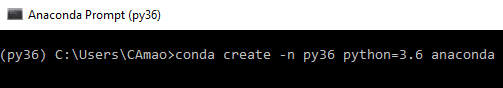 Anaconda Prompt (py36)
(py36) C:\Users\CAmao>conda create -n py36 python=3.6 anaconda